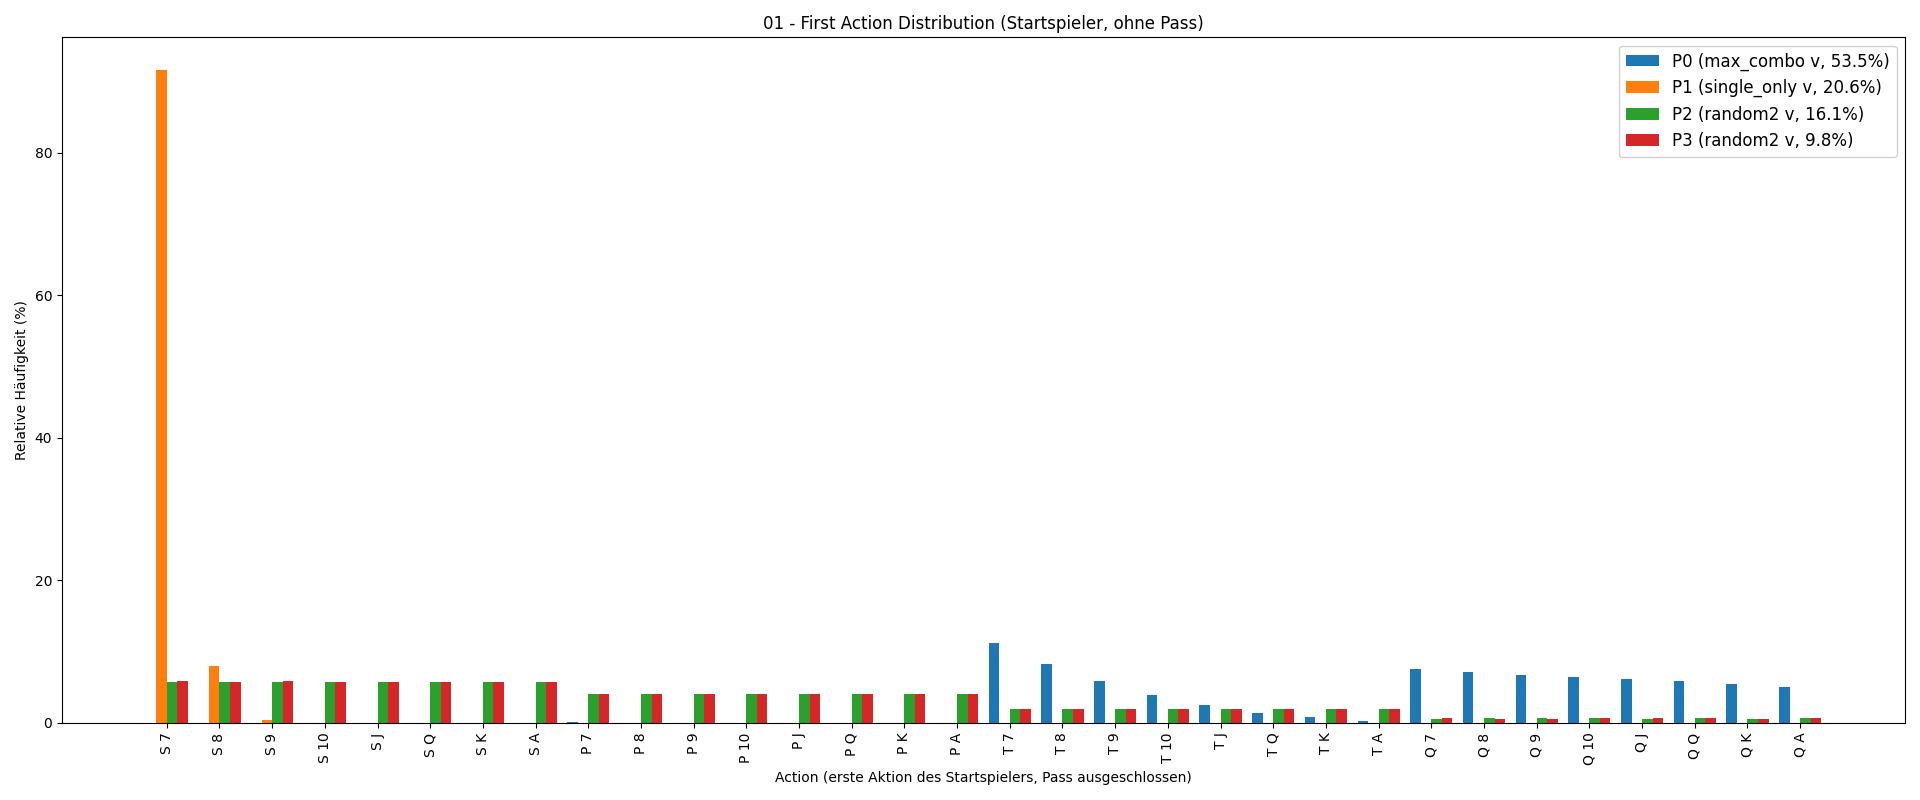 01 - First Action Distribution (Startspieler, ohne Pass)
P0 (max_combo v, 53.5%)
P1 (single_only v, 20.6%)
P2 (random2 v, 16.1%)
P3 (random2 v, 9.8%)
Relative Häufigkeit (%)
80
60
40
20
0
S 7
S 8
S 9
S 10
S J
S Q
S K
S A
P 7
P 8
P 9
P 10
P J
P Q
P K
P A
T 7
T 8
T 9
T 10
T J
T Q
T K
T A
Q 7
Q 8
Q 9
Q 10
Q J
Q Q
Q K
Q A
Action (erste Aktion des Startspielers, Pass ausgeschlossen)